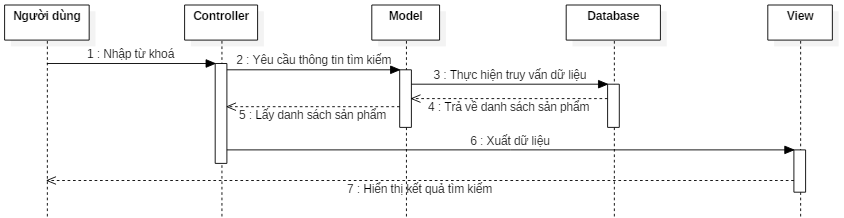 Người dùng
Controller
Model
Database
View
1 : Nhập từ khoá
2 : Yêu cầu thông tin tìm kiếm
3 : Thực hiện truy vấn dữ liệu
4 : Trả về danh sách sản phẩm
5 : Lấy danh sách sản phẩm
6 : Xuất dữ liệu
7 : Hiển thị kết quả tìm kiếm